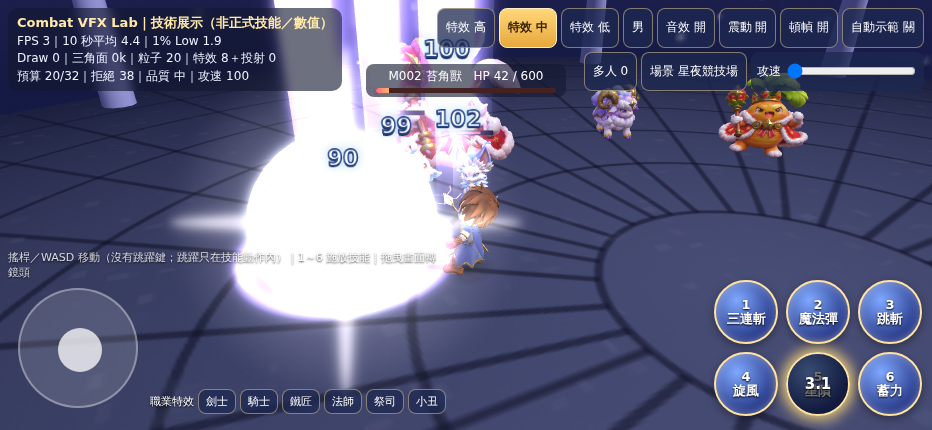 Combat VFX Lab｜技術展示（非正式技能／數值）
FPS 3｜10 秒平均 4.4｜1% Low 1.9
Draw 0｜三角面 0k｜粒子 20｜特效 8＋投射 0
預算 20/32｜拒絕 38｜品質 中｜攻速 100
特效 高
特效 中
特效 低
男
音效 開
震動 開
頓幀 開
自動示範 關
多人 0
場景 星夜競技場
攻速
100
M002 苔角獸 HP 42 / 600
99
102
90
搖桿／WASD 移動（沒有跳躍鍵；跳躍只在技能動作內）｜1～6 施放技能｜拖曳畫面轉
鏡頭
1
三連斬
2
魔法彈
3
跳斬
4
旋風
5
3.1
星隕
6
蓄力
職業特效
劍士
騎士
鐵匠
法師
祭司
小丑